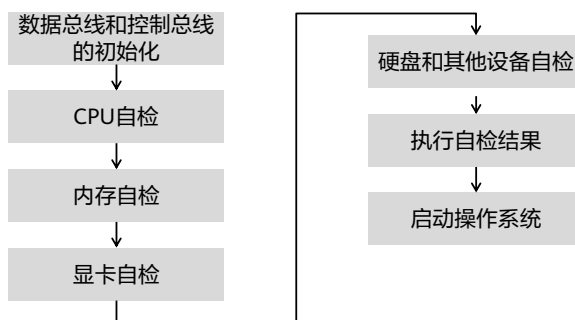 数据总线和控制总线
的初始化
CPU自检
内存自检
显卡自检
硬盘和其他设备自检
执行自检结果
启动操作系统